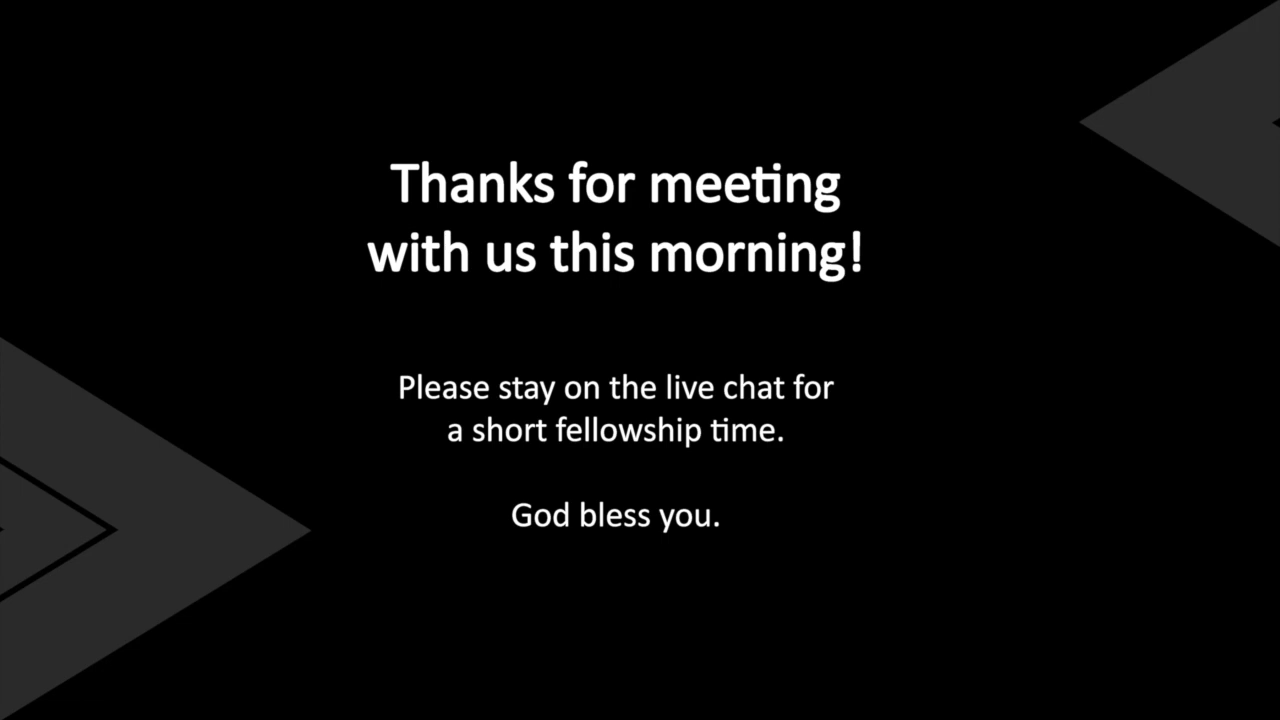 Thanks for meeting
with us this morning!
Please stay on the live chat for
a short fellowship time.
God bless you.